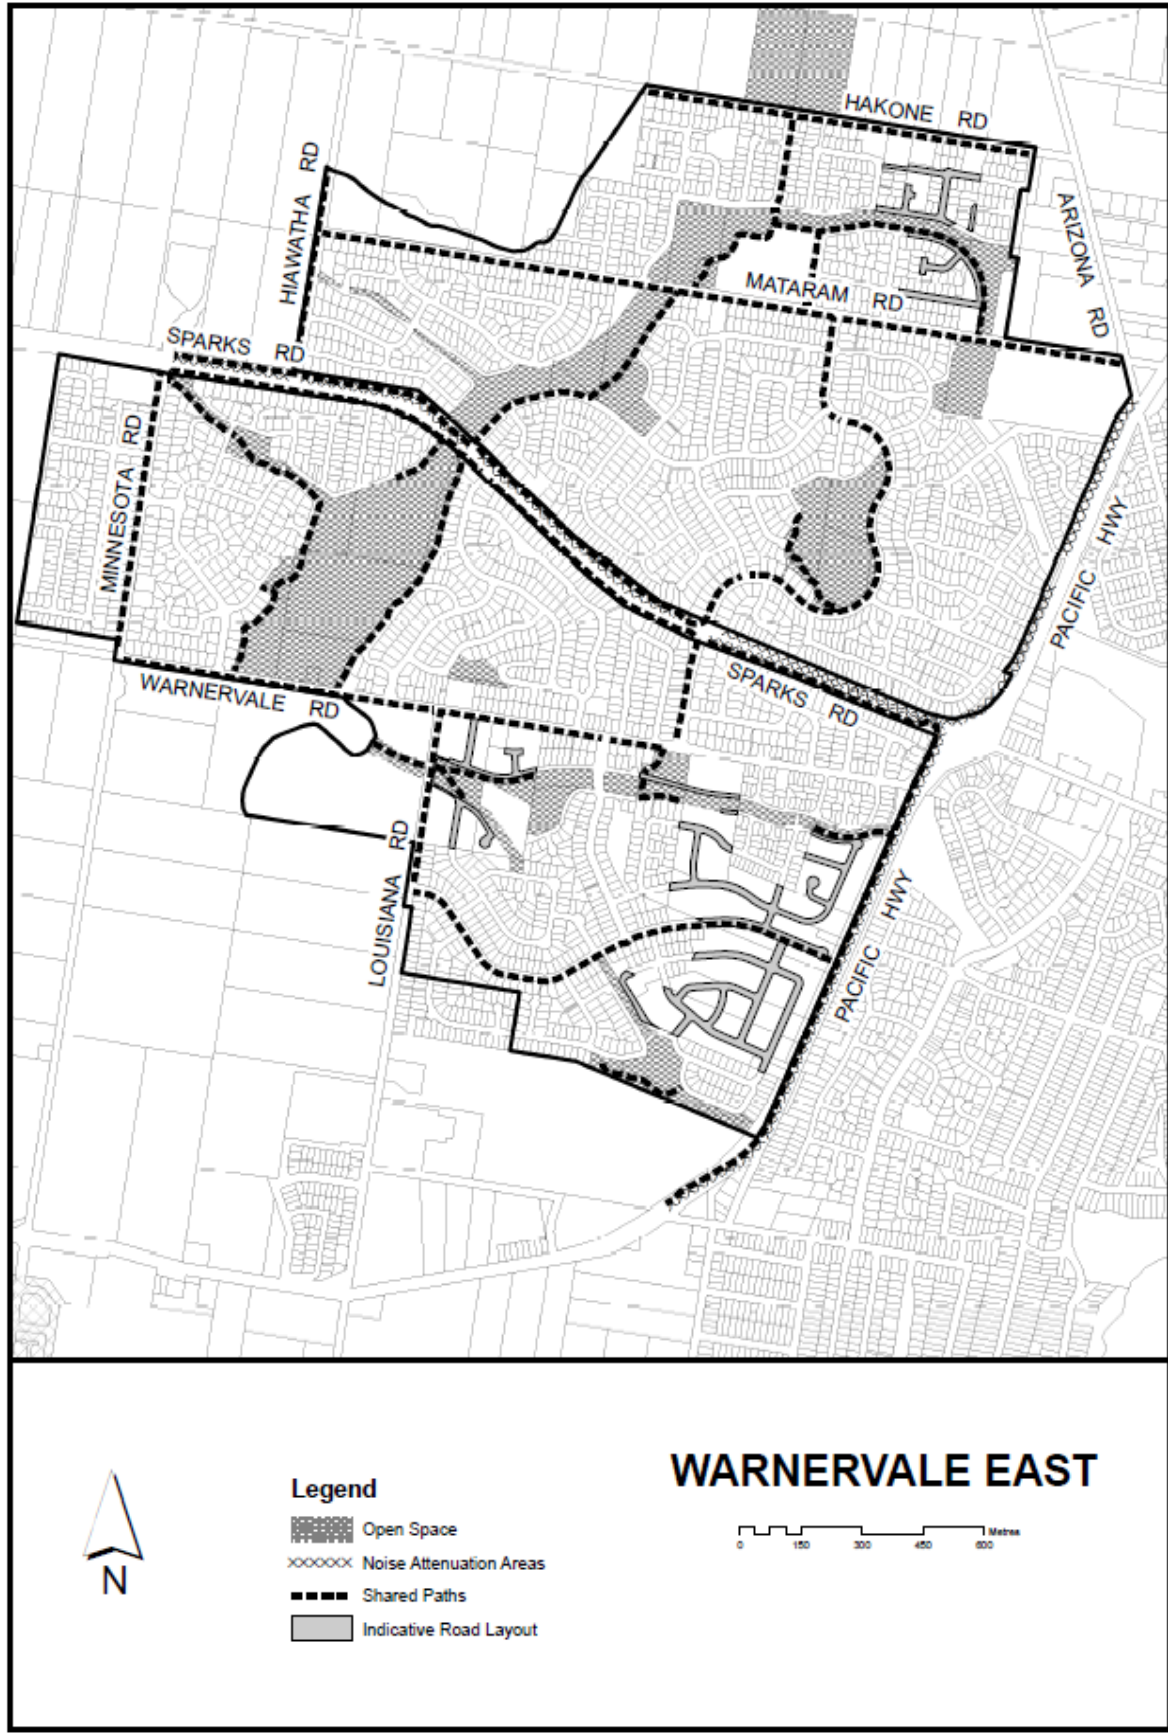 HAKONE RD
HIAWATHA RD
ARIZONA RD
MATARAM RD
SPARKS RD
MINNESOTA RD
PACIFIC HWY
WARNERVALE RD
SPARKS RD
LOUISIANA RD
PACIFIC HWY
WARNERVALE EAST
Legend
Open Space
Noise Attenuation Areas
Shared Paths
Indicative Road Layout
N
Metres
0 150 300 450 600